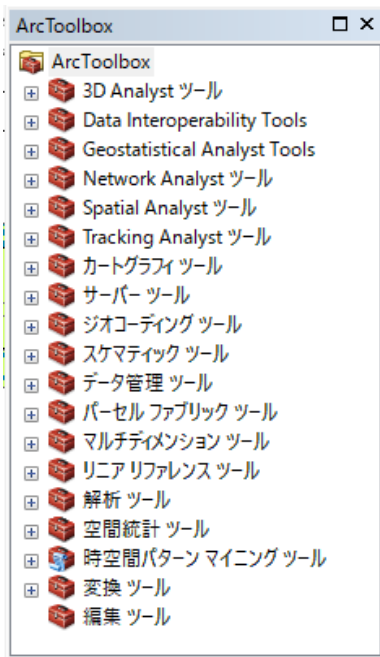 ArcToolbox
ArcToolbox
3D Analyst ツール
Data Interoperability Tools
Geostatistical Analyst Tools
Network Analyst ツール
Spatial Analyst ツール
Tracking Analyst ツール
カートグラフィ ツール
サーバー ツール
ジオコーディング ツール
スケマティック ツール
データ管理 ツール
パーセル ファブリック ツール
マルチディメンション ツール
リニア リファレンス ツール
解析 ツール
空間統計 ツール
時空間パターン マイニング ツール
変換 ツール
編集 ツール